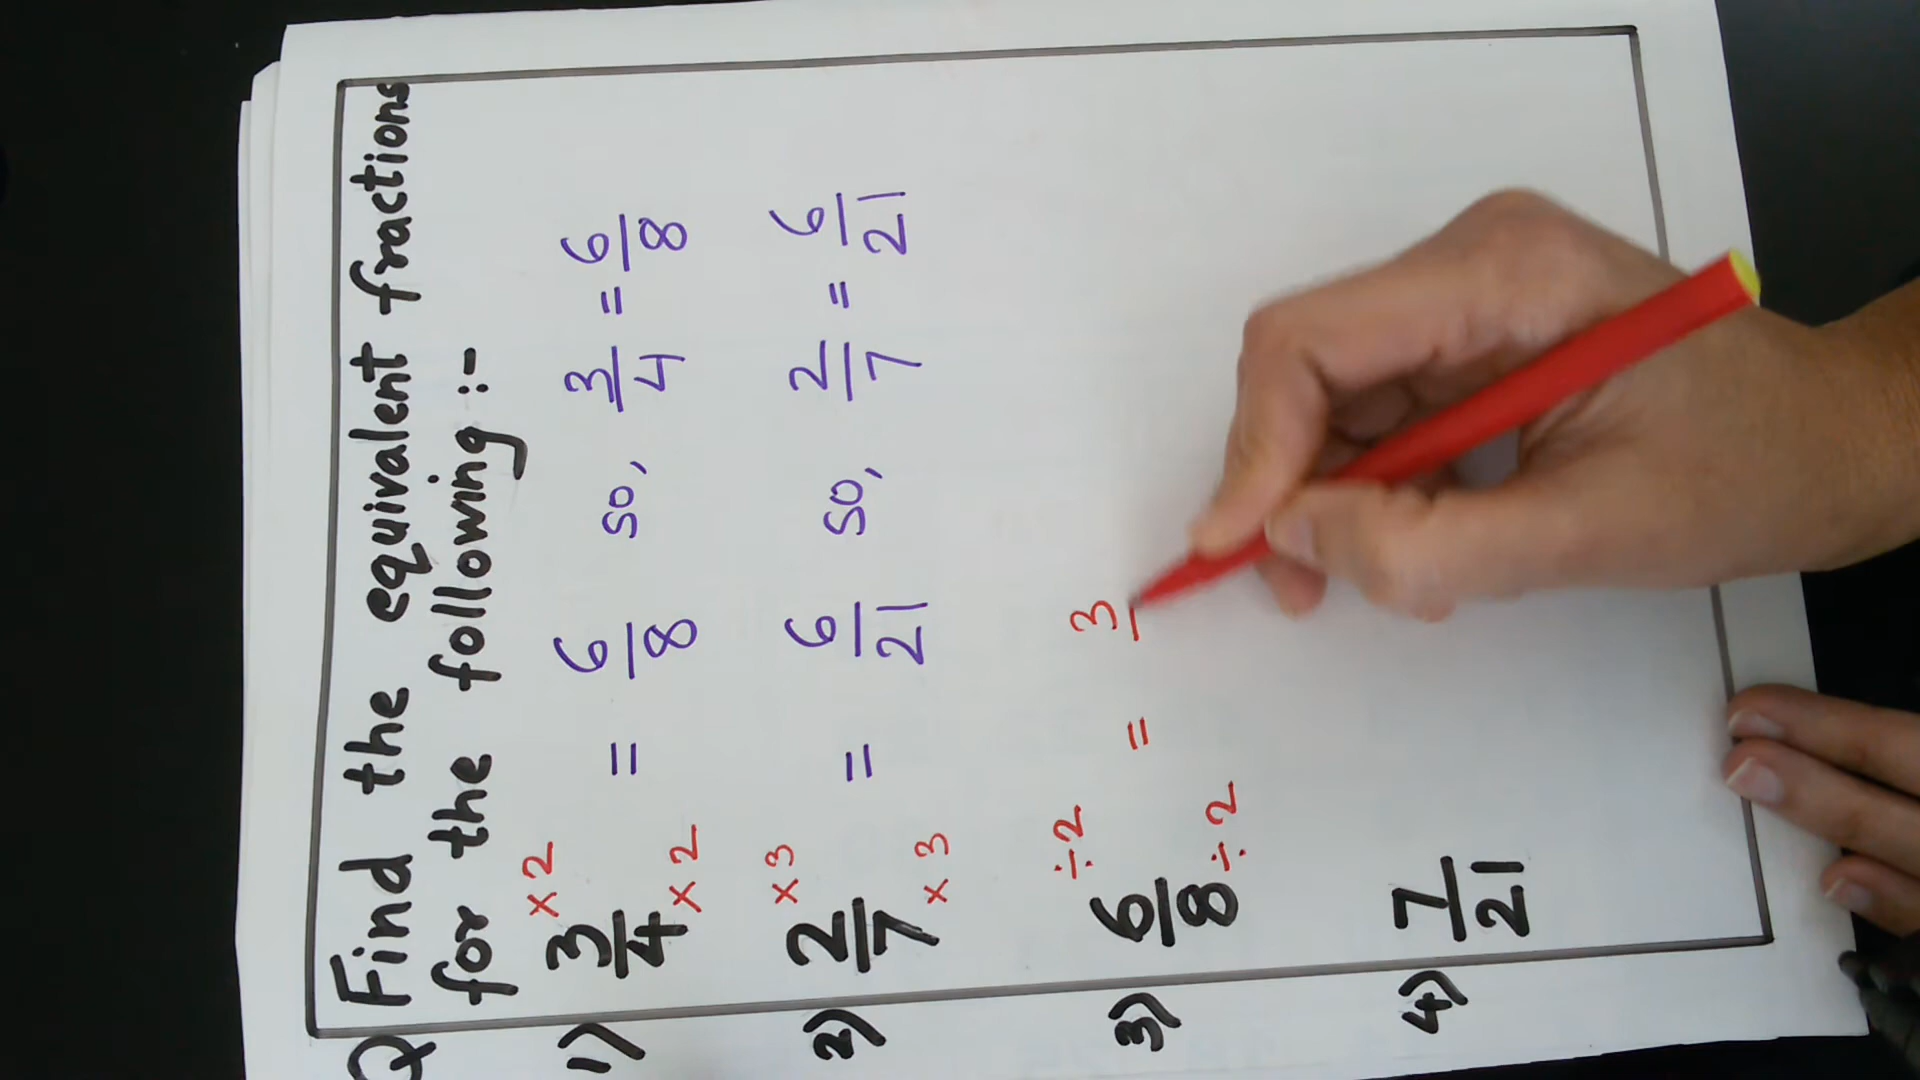 Q Find the equivalent fractions
for the following :-
1) 3/4 ×2 ×2 = 6/8 so, 3/4 = 6/8
2) 2/7 ×3 ×3 = 6/21 so, 2/7 = 6/21
3) 6/8 ÷2 ÷2 = 3/
4) 7/21